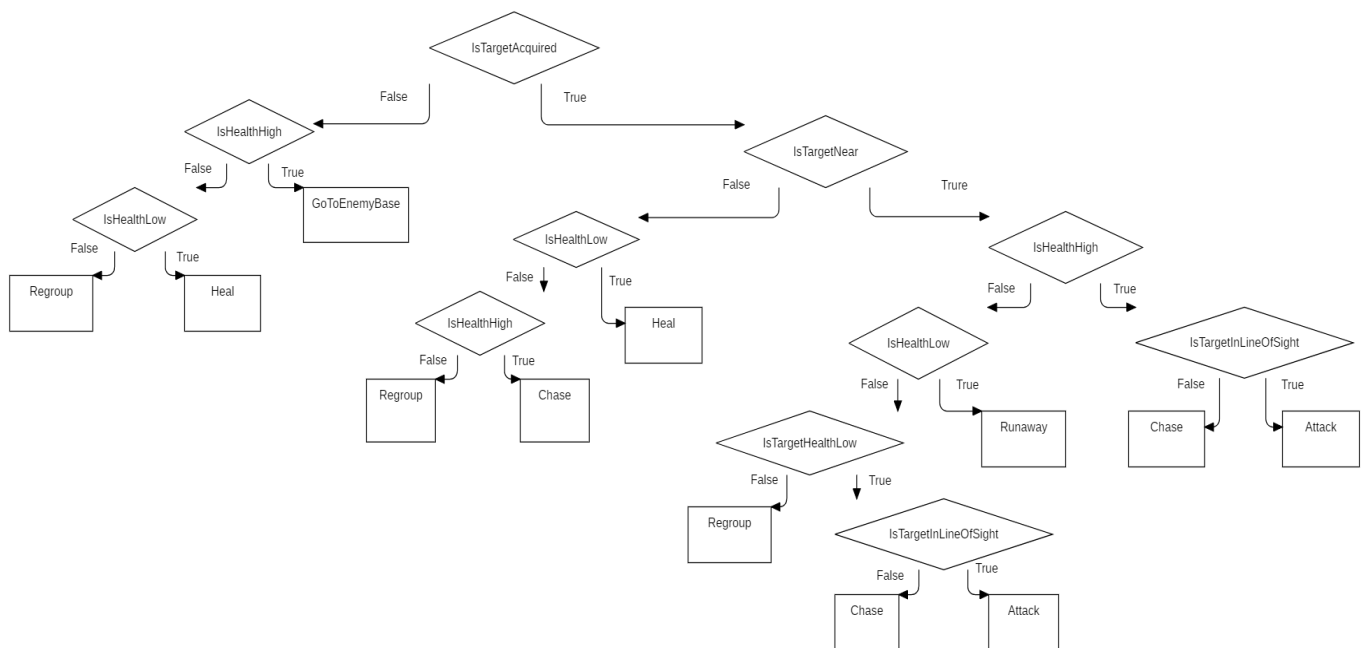 IsTargetAcquired
False
True
IsHealthHigh
IsTargetNear
False
True
False
Trure
IsHealthLow
GoToEnemyBase
IsHealthLow
IsHealthHigh
False
True
False
True
False
True
Regroup
Heal
IsHealthHigh
Heal
IsHealthLow
IsTargetInLineOfSight
False
True
False
True
False
True
Regroup
Chase
IsTargetHealthLow
Runaway
Chase
Attack
False
True
Regroup
IsTargetInLineOfSight
False
True
Chase
Attack